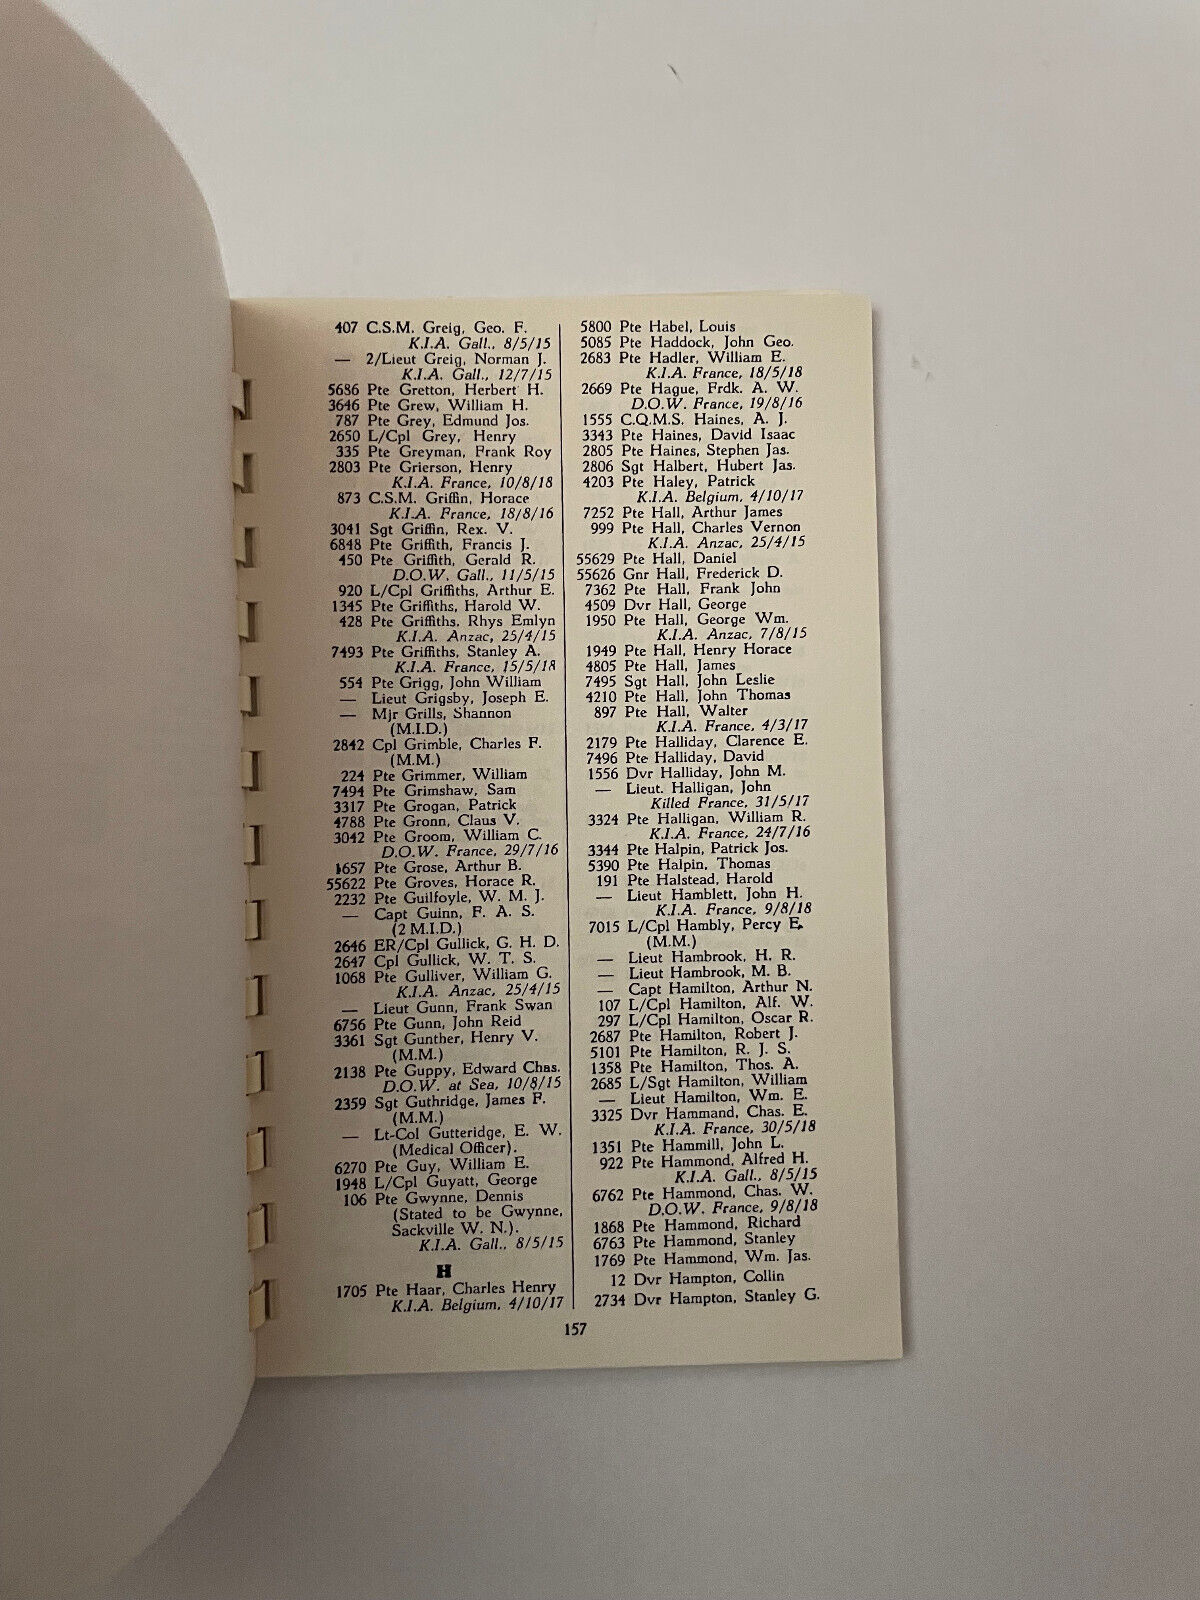 407 C.S.M. Greig, Geo. F.
K.I.A. Gall., 8/5/15
— 2/Lieut Greig, Norman J.
K.I.A. Gall., 12/7/15
5686 Pte Gretton, Herbert H.
3646 Pte Grew, William H.
787 Pte Grey, Edmund Jos.
2650 L/Cpl Grey, Henry
335 Pte Greyman, Frank Roy
2803 Pte Grierson, Henry
K.I.A. France, 10/8/18
873 C.S.M. Griffin, Horace
K.I.A. France, 18/8/16
3041 Sgt Griffin, Rex. V.
6848 Pte Griffith, Francis J.
450 Pte Griffith, Gerald R.
D.O.W. Gall., 11/5/15
920 L/Cpl Griffiths, Arthur E.
1345 Pte Griffiths, Harold W.
428 Pte Griffiths, Rhys Emlyn
K.I.A. Anzac, 25/4/15
7493 Pte Griffiths, Stanley A.
K.I.A. France, 15/5/18
554 Pte Grigg, John William
— Lieut Grigsby, Joseph E.
— Mjr Grills, Shannon
(M.I.D.)
2842 Cpl Grimble, Charles F.
(M.M.)
224 Pte Grimmer, William
7494 Pte Grimshaw, Sam
3317 Pte Grogan, Patrick
4788 Pte Gronn, Claus V.
3042 Pte Groom, William C.
D.O.W. France, 29/7/16
1657 Pte Grose, Arthur B.
55622 Pte Groves, Horace R.
2232 Pte Guilfoyle, W. M. J.
— Capt Guinn, F. A. S.
(2 M.I.D.)
2646 ER/Cpl Gullick, G. H. D.
2647 Cpl Gullick, W. T. S.
1068 Pte Gulliver, William G.
K.I.A. Anzac, 25/4/15
— Lieut Gunn, Frank Swan
6756 Pte Gunn, John Reid
3361 Sgt Gunther, Henry V.
(M.M.)
2138 Pte Guppy, Edward Chas.
D.O.W. at Sea, 10/8/15
2359 Sgt Guthridge, James F.
(M.M.)
— Lt-Col Gutteridge, E. W.
(Medical Officer).
6270 Pte Guy, William E.
1948 L/Cpl Guyatt, George
106 Pte Gwynne, Dennis
(Stated to be Gwynne,
Sackville W. N.).
K.I.A. Gall., 8/5/15
H
1705 Pte Haar, Charles Henry
K.I.A. Belgium, 4/10/17
5800 Pte Habel, Louis
5085 Pte Haddock, John Geo.
2683 Pte Hadler, William E.
K.I.A. France, 18/5/18
2669 Pte Hague, Frdk. A. W.
D.O.W. France, 19/8/16
1555 C.Q.M.S. Haines, A. J.
3343 Pte Haines, David Isaac
2805 Pte Haines, Stephen Jas.
2806 Sgt Halbert, Hubert Jas.
4203 Pte Haley, Patrick
K.I.A. Belgium, 4/10/17
7252 Pte Hall, Arthur James
999 Pte Hall, Charles Vernon
K.I.A. Anzac, 25/4/15
55629 Pte Hall, Daniel
55626 Gnr Hall, Frederick D.
7362 Pte Hall, Frank John
4509 Dvr Hall, George
1950 Pte Hall, George Wm.
K.I.A. Anzac, 7/8/15
1949 Pte Hall, Henry Horace
4805 Pte Hall, James
7495 Sgt Hall, John Leslie
4210 Pte Hall, John Thomas
897 Pte Hall, Walter
K.I.A. France, 4/3/17
2179 Pte Halliday, Clarence E.
7496 Pte Halliday, David
1556 Dvr Halliday, John M.
— Lieut. Halligan, John
Killed France, 31/5/17
3324 Pte Halligan, William R.
K.I.A. France, 24/7/16
3344 Pte Halpin, Patrick Jos.
5390 Pte Halpin, Thomas
191 Pte Halstead, Harold
— Lieut Hamblett, John H.
K.I.A. France, 9/8/18
7015 L/Cpl Hambly, Percy E.
(M.M.)
— Lieut Hambrook, H. R.
— Lieut Hambrook, M. B.
— Capt Hamilton, Arthur N.
107 L/Cpl Hamilton, Alf. W.
297 L/Cpl Hamilton, Oscar R.
2687 Pte Hamilton, Robert J.
5101 Pte Hamilton, R. J. S.
1358 Pte Hamilton, Thos. A.
2685 L/Sgt Hamilton, William
— Lieut Hamilton, Wm. E.
3325 Dvr Hammand, Chas. E.
K.I.A. France, 30/5/18
1351 Pte Hammill, John L.
922 Pte Hammond, Alfred H.
K.I.A. Gall., 8/5/15
6762 Pte Hammond, Chas. W.
D.O.W. France, 9/8/18
1868 Pte Hammond, Richard
6763 Pte Hammond, Stanley
1769 Pte Hammond, Wm. Jas.
12 Dvr Hampton, Collin
2734 Dvr Hampton, Stanley G.
157